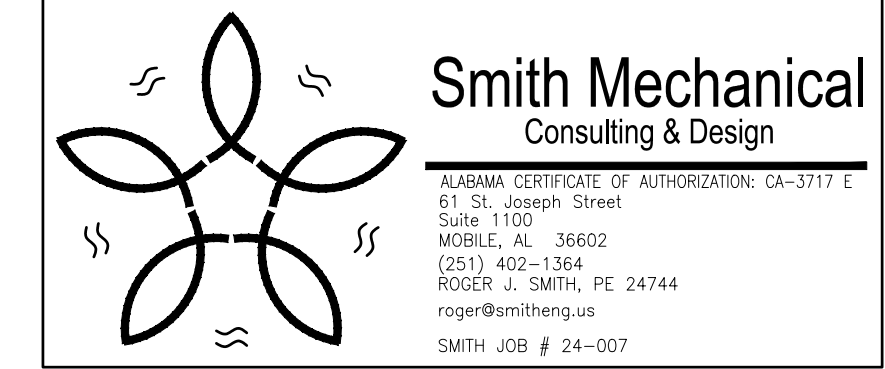 Smith Mechanical
Consulting & Design
ALABAMA CERTIFICATE OF AUTHORIZATION: CA-3717 E
61 St. Joseph Street
Suite 1100
MOBILE, AL 36602
(251) 402-1364
ROGER J. SMITH, PE 24744
roger@smitheng.us
SMITH JOB # 24-007